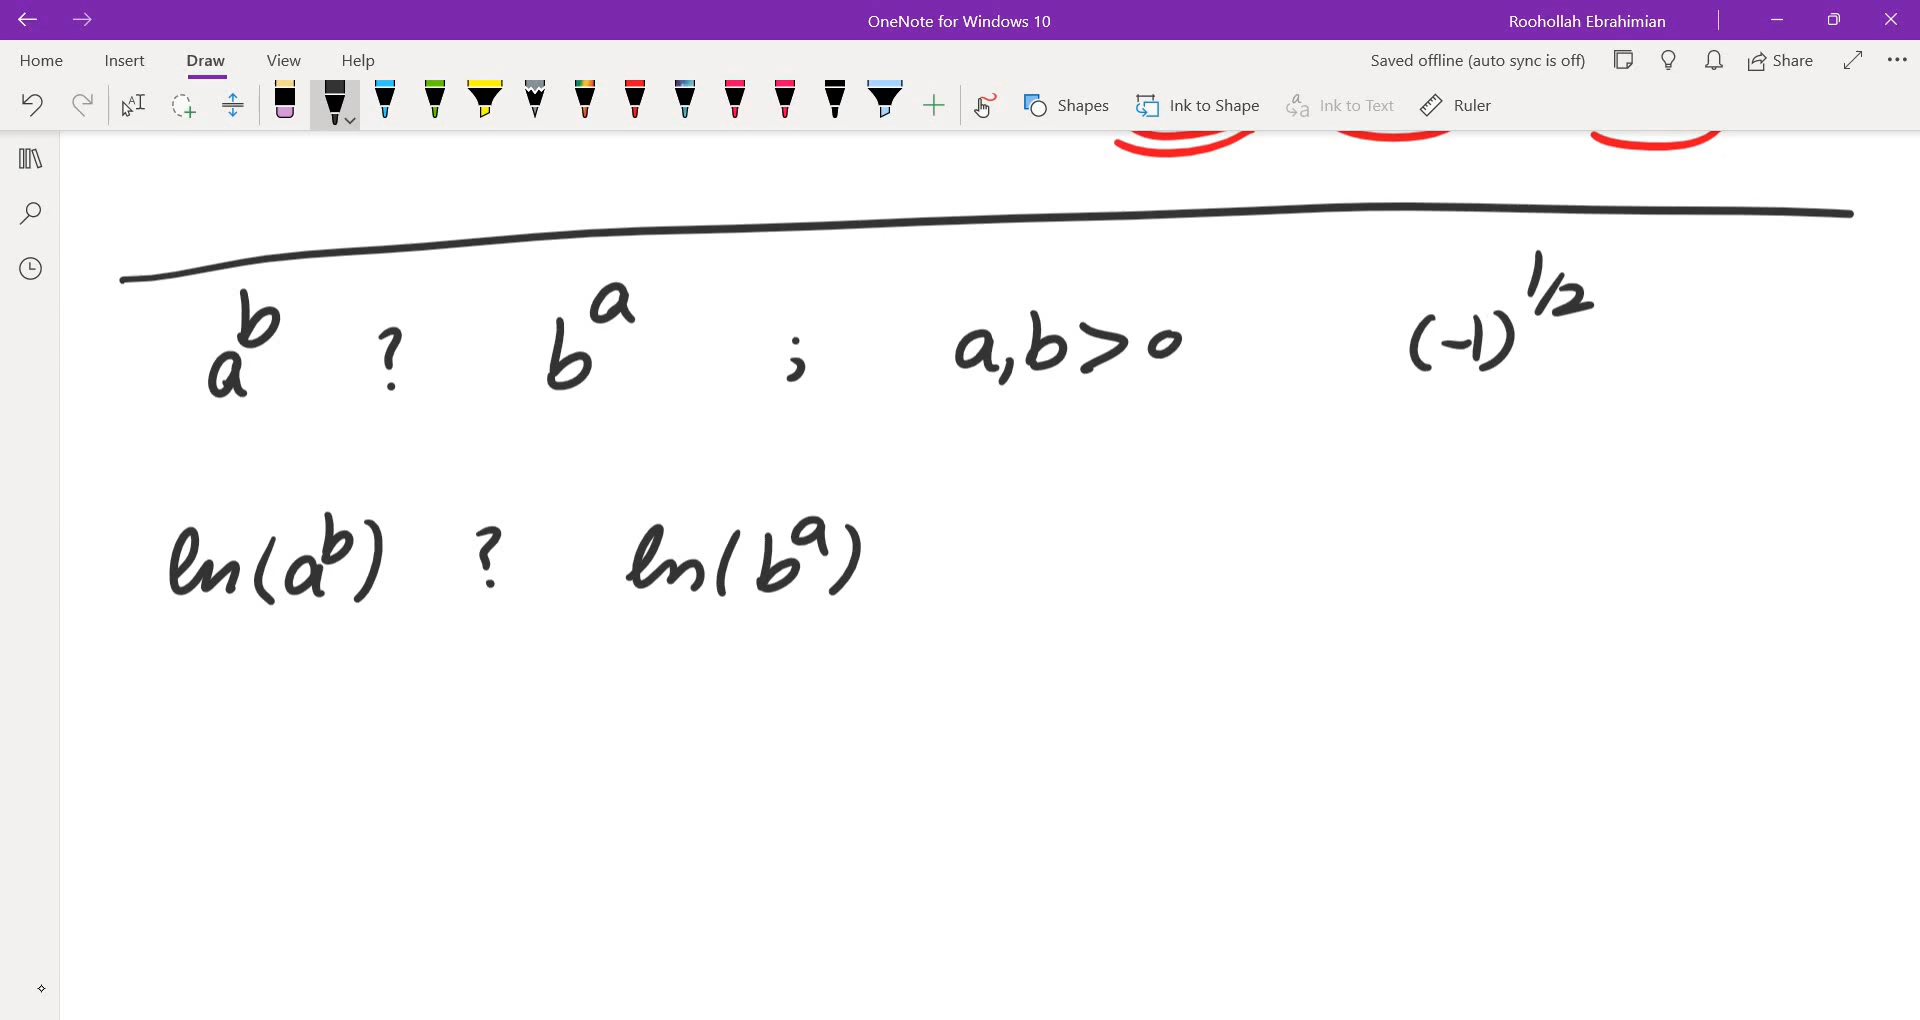 OneNote for Windows 10 Roohollah Ebrahimian
Home Insert Draw View Help Saved offline (auto sync is off) Share
AI Shapes Ink to Shape a a Ink to Text Ruler
a^b ? b^a ; a,b>0 (-1)^1/2
ln(a^b) ? ln(b^a)